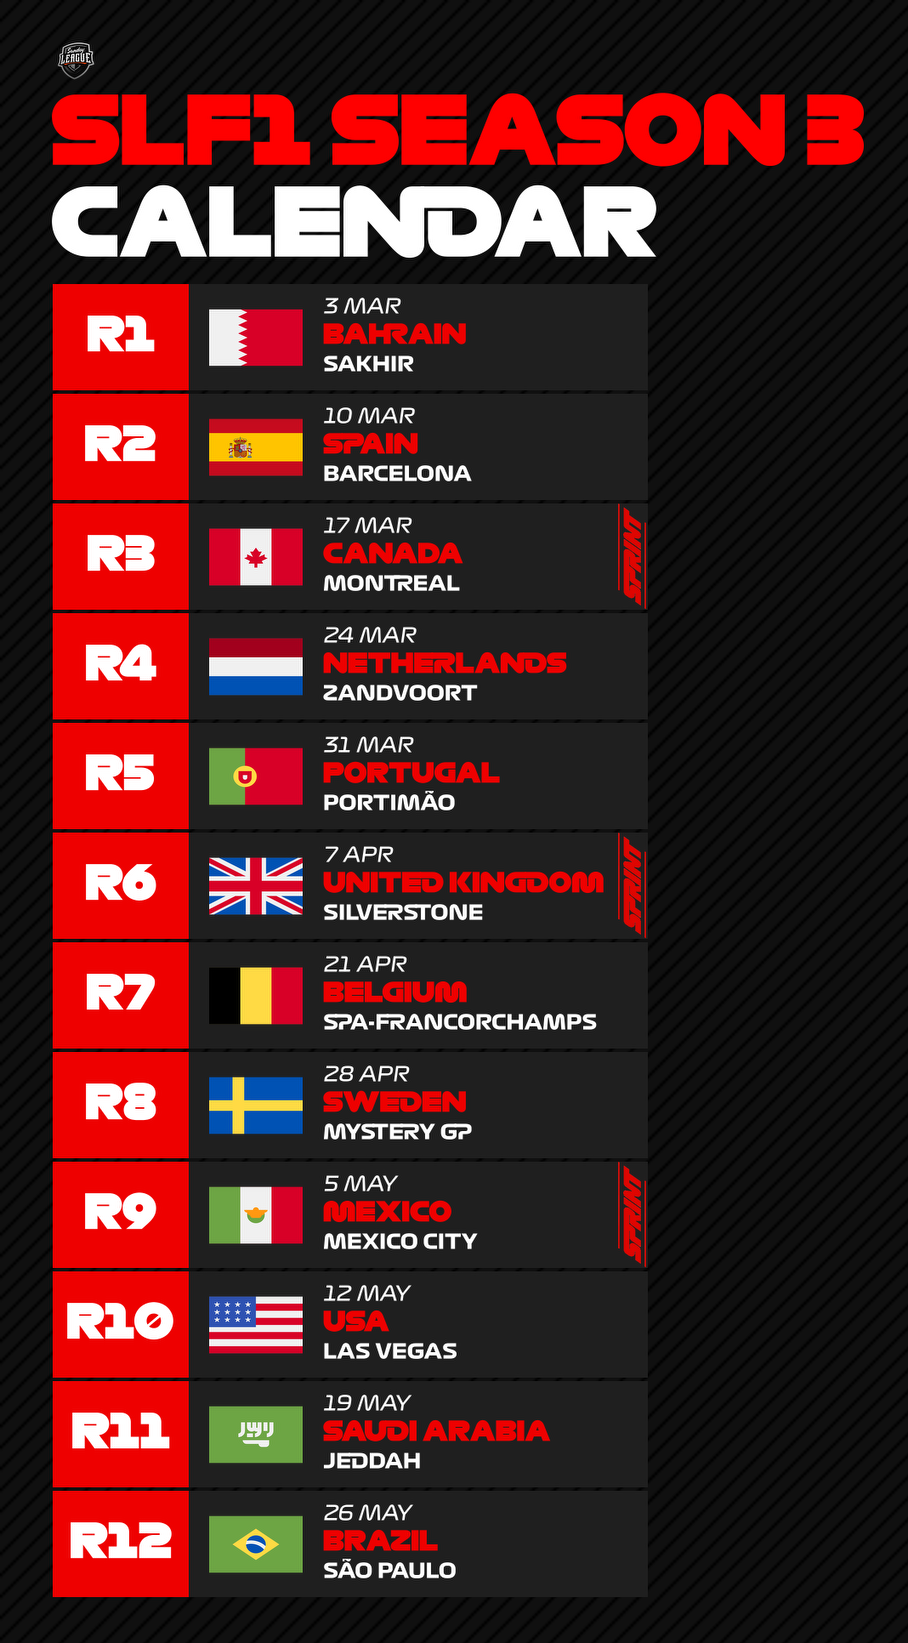 Sunday
LEAGUE
SLF1 SEASON 3
CALENDAR
R1
3 MAR
BAHRAIN
SAKHIR
R2
10 MAR
SPAIN
BARCELONA
R3
17 MAR
CANADA
MONTREAL
SPRINT
R4
24 MAR
NETHERLANDS
ZANDVOORT
R5
31 MAR
PORTUGAL
PORTIMÃO
R6
7 APR
UNITED KINGDOM
SILVERSTONE
SPRINT
R7
21 APR
BELGIUM
SPA-FRANCORCHAMPS
R8
28 APR
SWEDEN
MYSTERY GP
R9
5 MAY
MEXICO
MEXICO CITY
SPRINT
R10
12 MAY
USA
LAS VEGAS
R11
19 MAY
SAUDI ARABIA
JEDDAH
R12
26 MAY
BRAZIL
SÃO PAULO